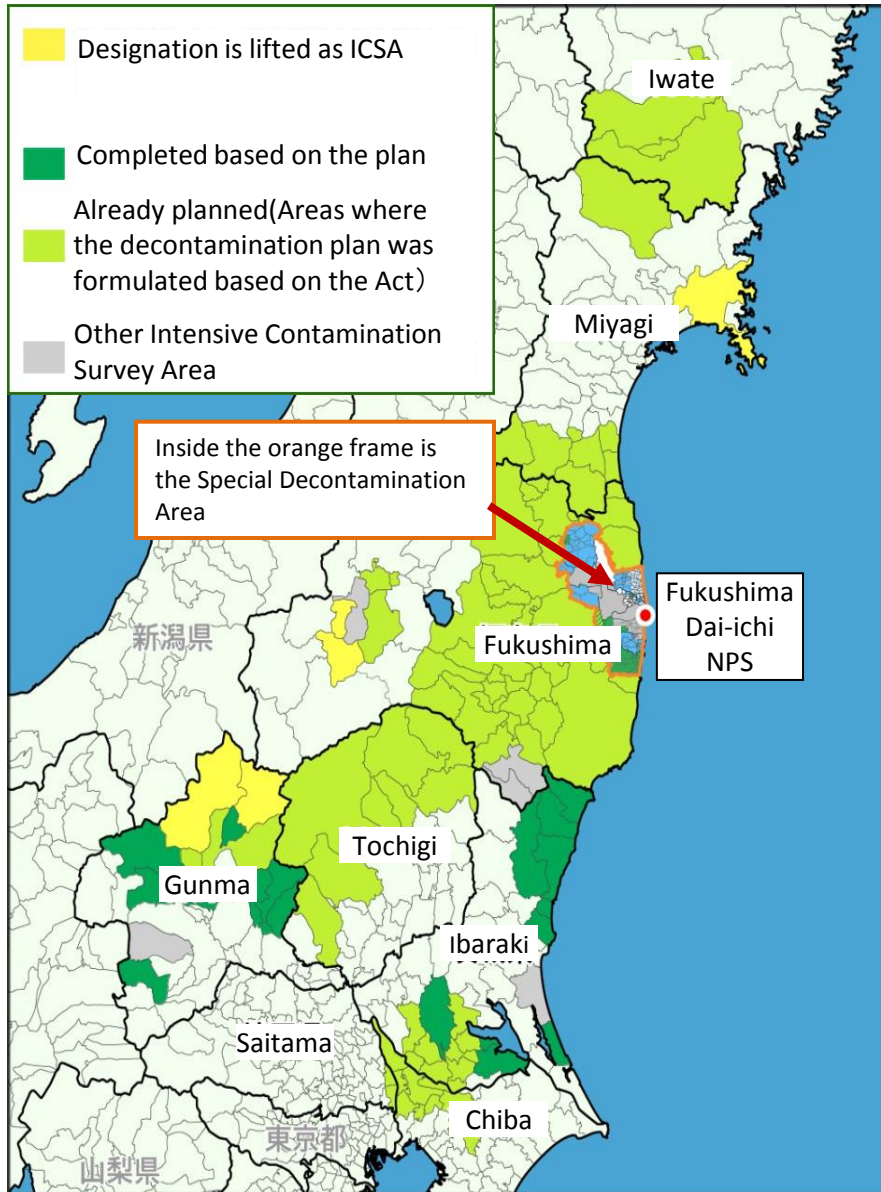 Designation is lifted as ICSA
Completed based on the plan
Already planned(Areas where
the decontamination plan was
formulated based on the Act）
Other Intensive Contamination
Survey Area
Iwate
Miyagi
Inside the orange frame is
the Special Decontamination
Area
Fukushima
Dai-ichi
NPS
新潟県
Fukushima
Tochigi
Gunma
Ibaraki
Saitama
Chiba
東京都
山梨県